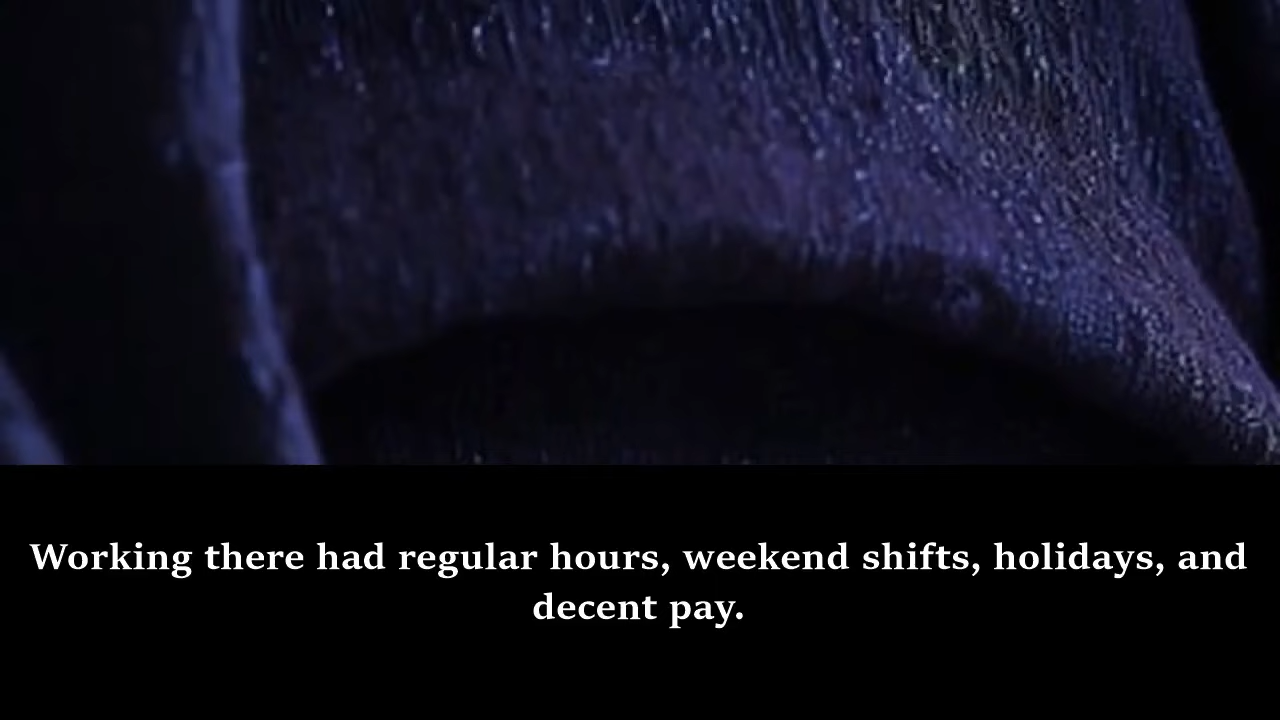 Working there had regular hours, weekend shifts, holidays, and
decent pay.